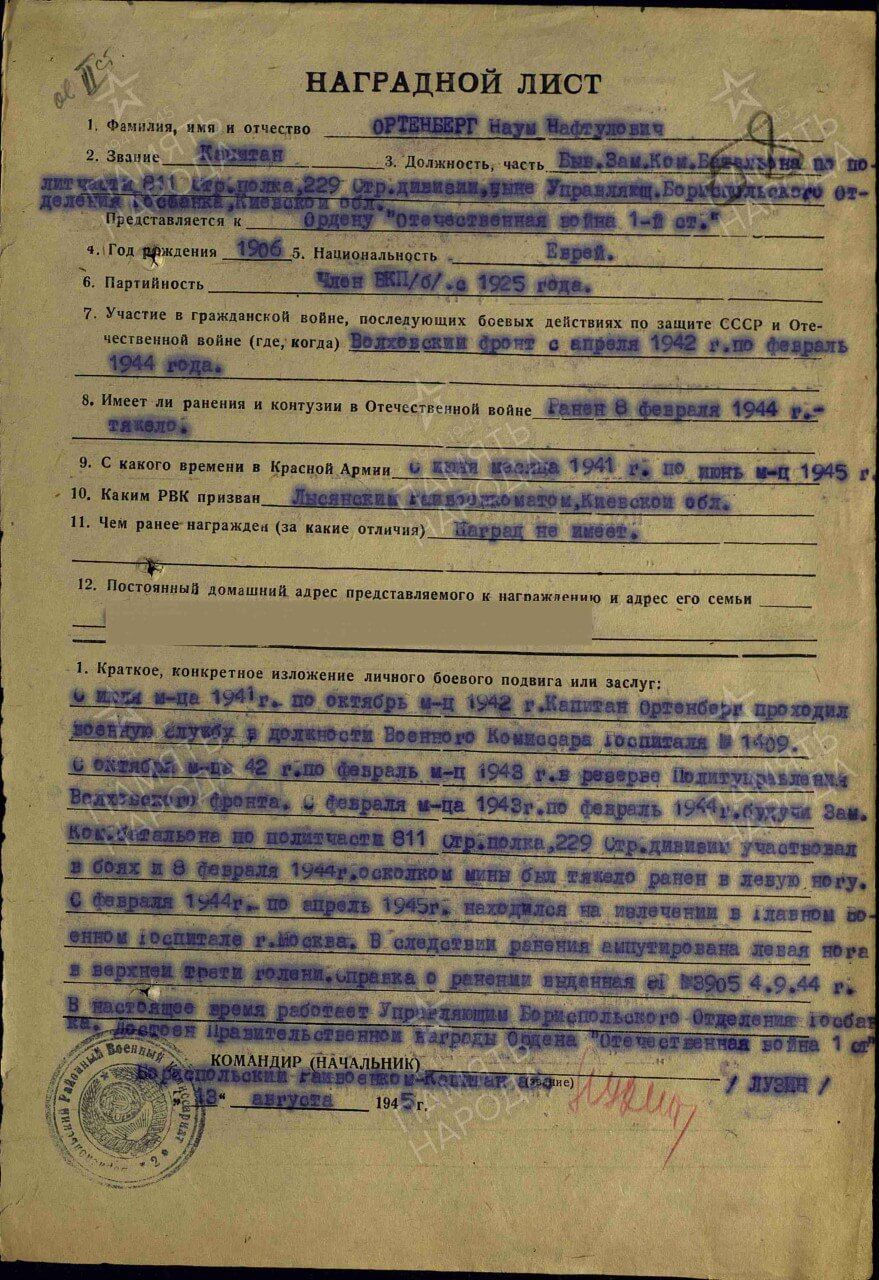 ов II ст
НАГРАДНОЙ ЛИСТ
1. Фамилия, имя и отчество ОРТЕНБЕРГ Наум Нафтулович
2. Звание Капитан 3. Должность, часть Быв.Зам.Ком.Батальона по по-
литчасти 811 Стр.полка,229 Стр.дивизии,ныне Управляющ.Бориспольского От-
деления Госбанка,Киевской обл.
Представляется к Ордену "Отечественная война 1-й ст."
4. Год рождения 1906 5. Национальность Еврей.
6. Партийность Член ВКП/б/.с 1925 года.
7. Участие в гражданской войне, последующих боевых действиях по защите СССР и Оте-
чественной войне (где, когда) Волховский фронт с апреля 1942 г.по февраль
1944 года.
8. Имеет ли ранения и контузии в Отечественной войне Ранен 8 февраля 1944 г.-
тяжело.
9. С какого времени в Красной Армии С июля месяца 1941 г. по июнь м-ц 1945 г.
10. Каким РВК призван Лысянским Райвоенкоматом,Киевской обл.
11. Чем ранее награжден (за какие отличия) Наград не имеет.
12. Постоянный домашний адрес представляемого к награждению и адрес его семьи
1. Краткое, конкретное изложение личного боевого подвига или заслуг:
С июля м-ца 1941г. по октябрь м-ц 1942 г.Капитан Ортенберг проходил
военную службу в должности Военного Комиссара Госпиталя № 1409.
С октября м-ца 42 г.по февраль м-ц 1943 г.в резерве Политуправления
Волховского фронта. С февраля м-ца 1943г.по февраль 1944г.будучи Зам.
Ком.батальона по политчасти 811 Стр.полка,229 Стр.дивизии участвовал
в боях и 8 февраля 1944г.осколком мины был тяжело ранен в левую ногу.
С февраля 1944г. по апрель 1945г. находился на излечении в Главном во-
енном Госпитале г.Москва. В следствии ранения ампутирована левая нога
в верхней трети голени.Справка о ранении выданная №3905 4.9.44 г.
В настоящее время работает Управляющим Бориспольского Отделения Госбан-
ка. Достоен Правительственной награды Ордена "Отечественная война 1 ст"
КОМАНДИР (НАЧАЛЬНИК)
Бориспольский Райвоенком-Капитан (звание) / ЛУЗИН /
"13" августа 1945 г.
Районный Военный Комиссариат
ПАМЯТЬ НАРОДА